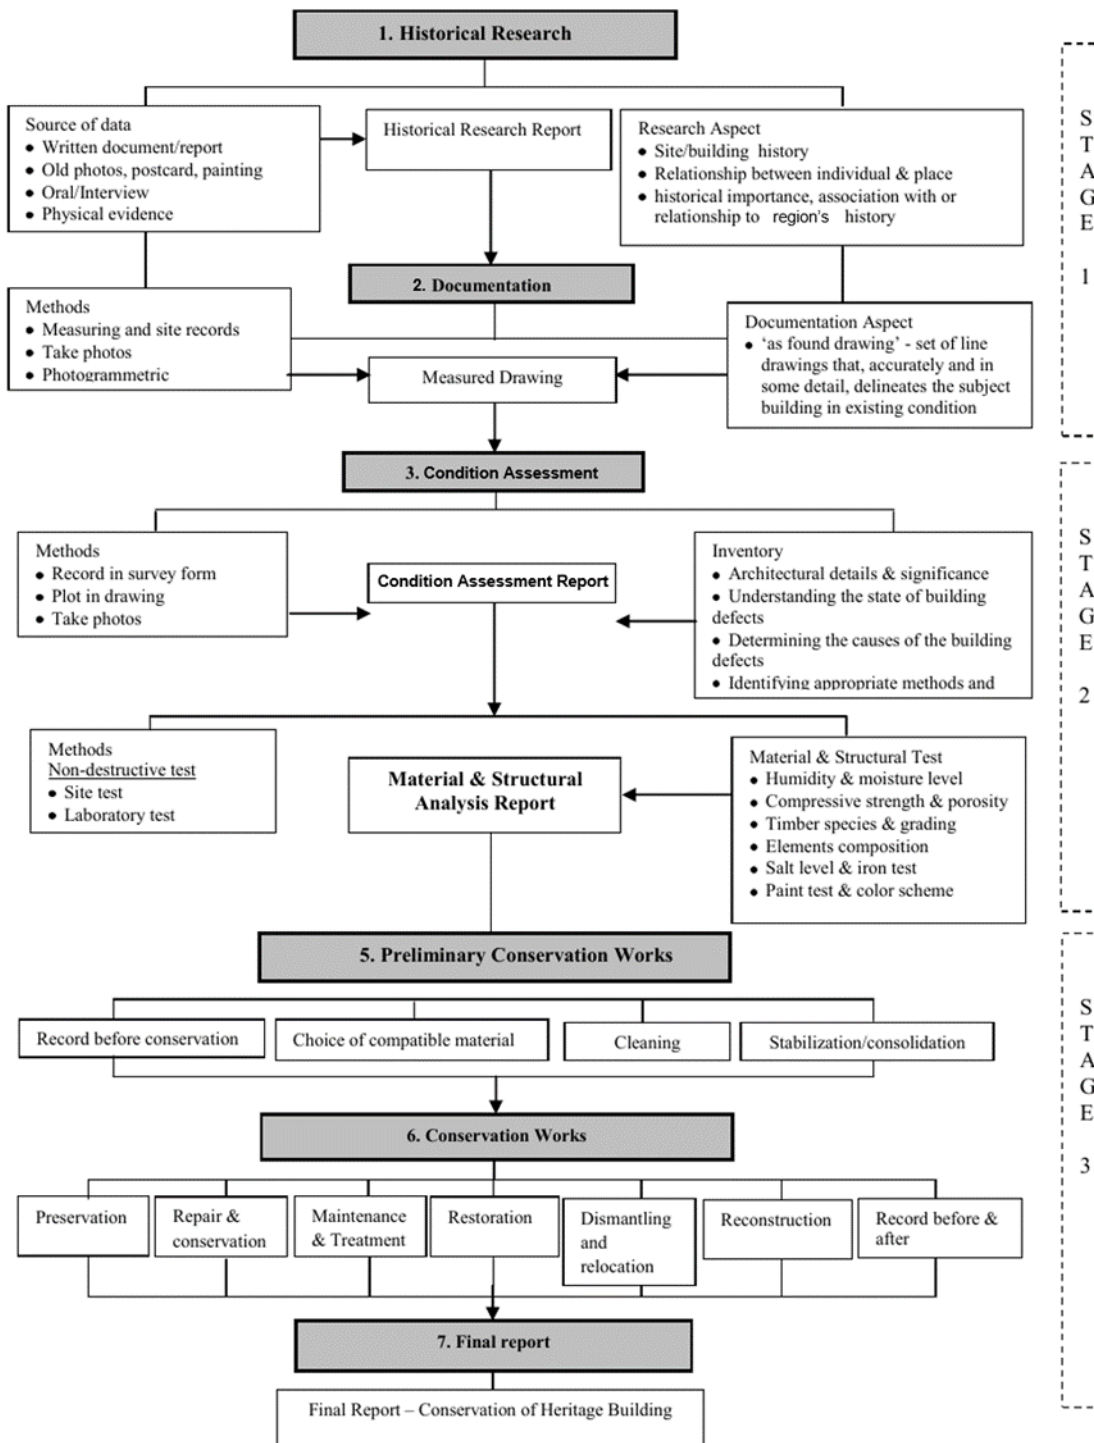 1. Historical Research
Source of data
● Written document/report
● Old photos, postcard, painting
● Oral/Interview
● Physical evidence
Historical Research Report
Research Aspect
● Site/building history
● Relationship between individual & place
● historical importance, association with or
relationship to region's history
S
T
A
G
E
1
2. Documentation
Methods
● Measuring and site records
● Take photos
● Photogrammetric
Measured Drawing
Documentation Aspect
● ‘as found drawing’ - set of line
drawings that, accurately and in
some detail, delineates the subject
building in existing condition
3. Condition Assessment
Methods
● Record in survey form
● Plot in drawing
● Take photos
Condition Assessment Report
Inventory
● Architectural details & significance
● Understanding the state of building
defects
● Determining the causes of the building
defects
● Identifying appropriate methods and
S
T
A
G
E
2
Methods
Non-destructive test
● Site test
● Laboratory test
Material & Structural
Analysis Report
Material & Structural Test
● Humidity & moisture level
● Compressive strength & porosity
● Timber species & grading
● Elements composition
● Salt level & iron test
● Paint test & color scheme
5. Preliminary Conservation Works
Record before conservation
Choice of compatible material
Cleaning
Stabilization/consolidation
S
T
A
G
E
3
6. Conservation Works
Preservation
Repair &
conservation
Maintenance
& Treatment
Restoration
Dismantling
and
relocation
Reconstruction
Record before &
after
7. Final report
Final Report – Conservation of Heritage Building